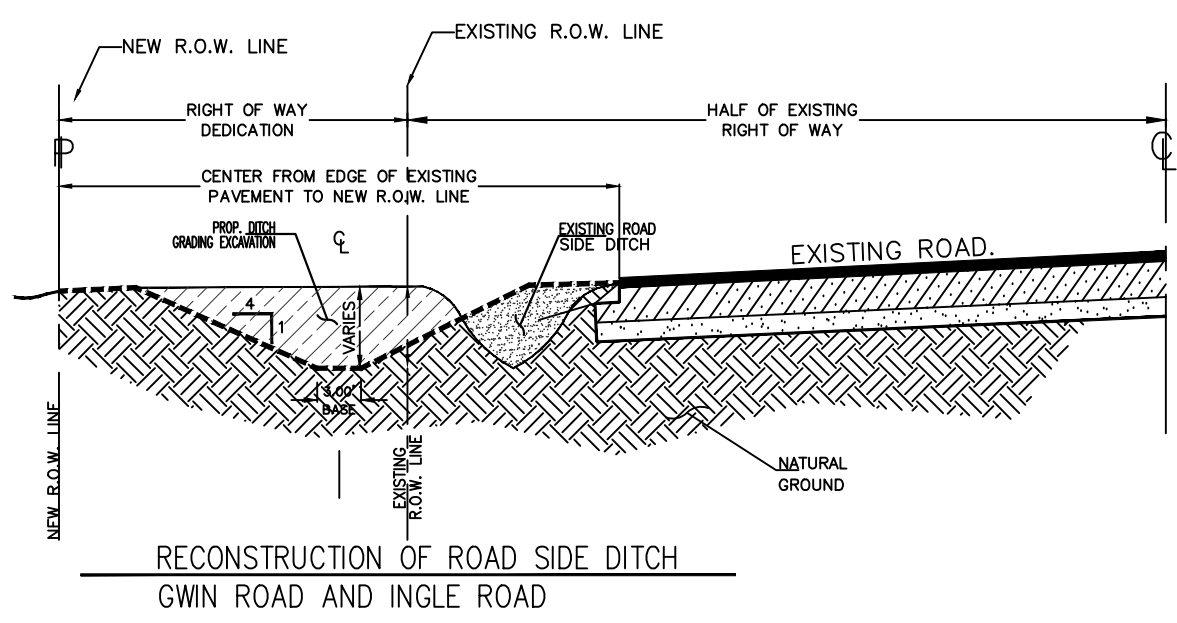 NEW R.O.W. LINE
EXISTING R.O.W. LINE
RIGHT OF WAY
DEDICATION
HALF OF EXISTING
RIGHT OF WAY
P
CL
CENTER FROM EDGE OF EXISTING
PAVEMENT TO NEW R.O.W. LINE
PROP. DITCH
GRADING EXCAVATION
CL
EXISTING ROAD
SIDE DITCH
EXISTING ROAD.
4
1
VARIES
3.00'
BASE
NEW R.O.W. LINE
EXISTING
R.O.W. LINE
NATURAL
GROUND
RECONSTRUCTION OF ROAD SIDE DITCH
GWIN ROAD AND INGLE ROAD